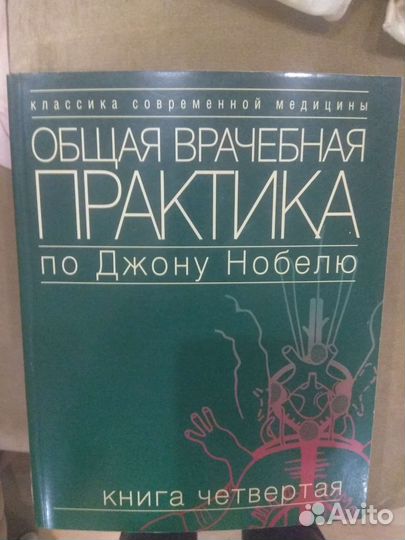 классика современной медицины
ОБЩАЯ ВРАЧЕБНАЯ
ПРАКТИКА
по Джону Нобелю
книга четвертая
Avito